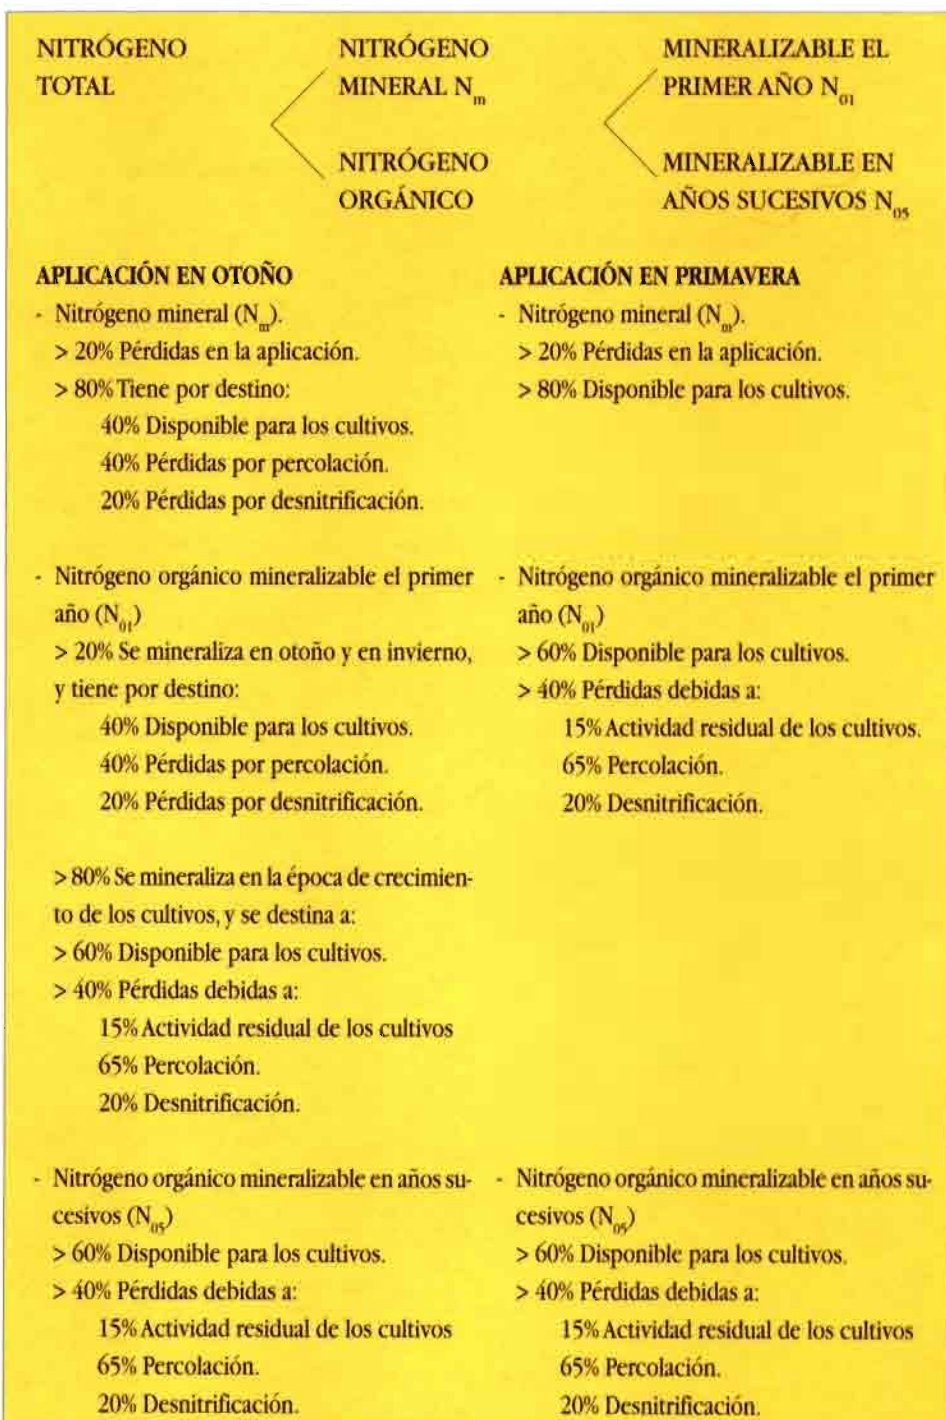 NITRÓGENO
TOTAL
NITRÓGENO
MINERAL Nm
NITRÓGENO
ORGÁNICO
MINERALIZABLE EL
PRIMER AÑO N01
MINERALIZABLE EN
AÑOS SUCESIVOS N05
APLICACIÓN EN OTOÑO
- Nitrógeno mineral (Nm).
> 20% Pérdidas en la aplicación.
> 80% Tiene por destino:
40% Disponible para los cultivos.
40% Pérdidas por percolación.
20% Pérdidas por desnitrificación.
- Nitrógeno orgánico mineralizable el primer
año (N01)
> 20% Se mineraliza en otoño y en invierno,
y tiene por destino:
40% Disponible para los cultivos.
40% Pérdidas por percolación.
20% Pérdidas por desnitrificación.
> 80% Se mineraliza en la época de crecimien-
to de los cultivos, y se destina a:
> 60% Disponible para los cultivos.
> 40% Pérdidas debidas a:
15% Actividad residual de los cultivos
65% Percolación.
20% Desnitrificación.
- Nitrógeno orgánico mineralizable en años su-
cesivos (N05)
> 60% Disponible para los cultivos.
> 40% Pérdidas debidas a:
15% Actividad residual de los cultivos
65% Percolación.
20% Desnitrificación.
APLICACIÓN EN PRIMAVERA
- Nitrógeno mineral (Nm).
> 20% Pérdidas en la aplicación.
> 80% Disponible para los cultivos.
- Nitrógeno orgánico mineralizable el primer
año (N01)
> 60% Disponible para los cultivos.
> 40% Pérdidas debidas a:
15% Actividad residual de los cultivos.
65% Percolación.
20% Desnitrificación.
- Nitrógeno orgánico mineralizable en años su-
cesivos (N05)
> 60% Disponible para los cultivos.
> 40% Pérdidas debidas a:
15% Actividad residual de los cultivos
65% Percolación.
20% Desnitrificación.